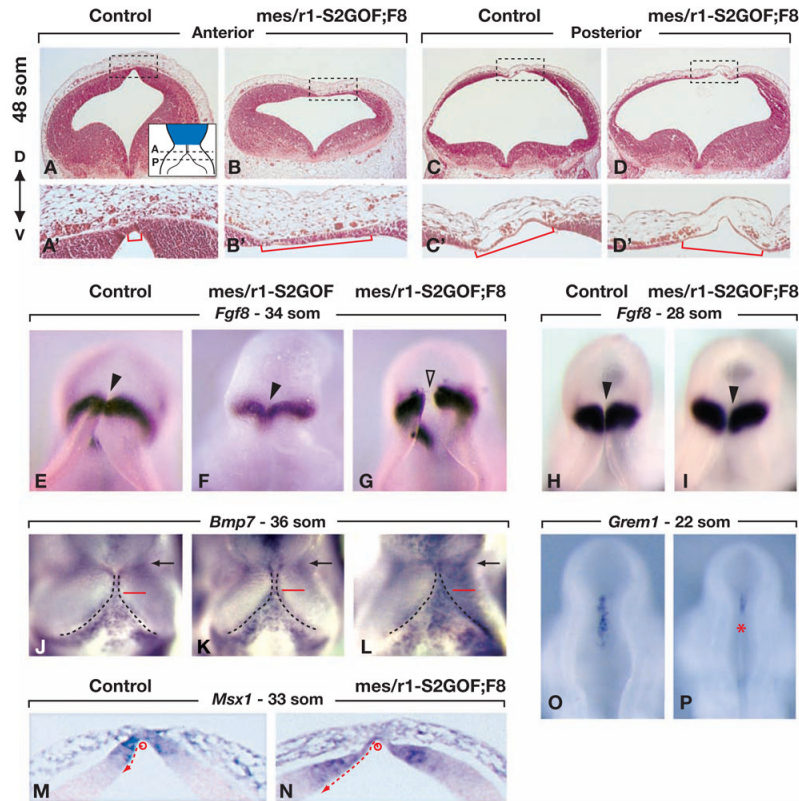 Control mes/r1-S2GOF;F8 Control mes/r1-S2GOF;F8
Anterior Posterior
48 som
D
V
A B C D
A
P
A' B' C' D'
Control mes/r1-S2GOF mes/r1-S2GOF;F8 Control mes/r1-S2GOF;F8
Fgf8 - 34 som Fgf8 - 28 som
E F G H I
Bmp7 - 36 som Grem1 - 22 som
J K L
*
O P
Control mes/r1-S2GOF;F8
Msx1 - 33 som
M N